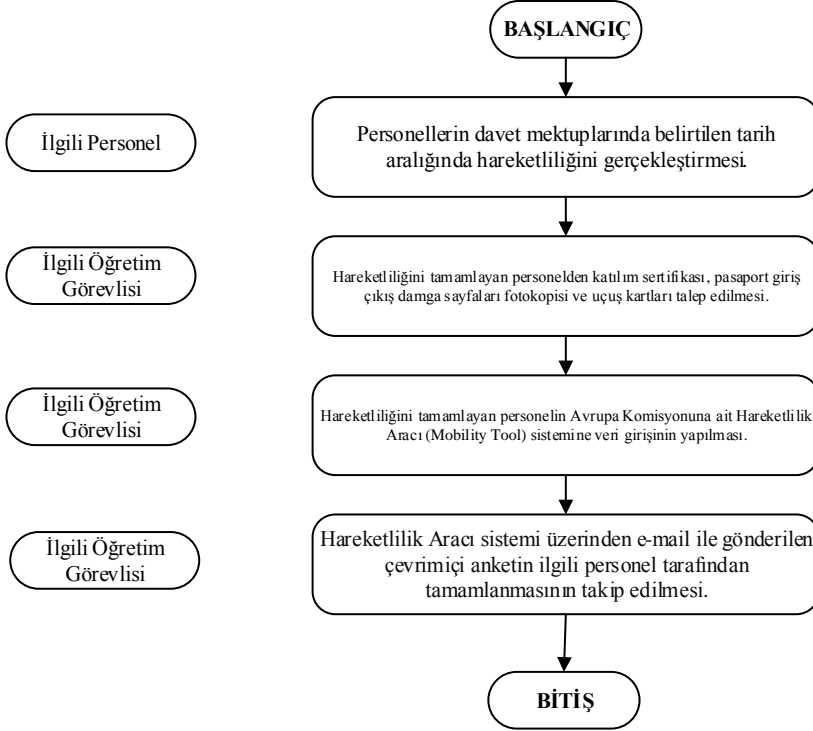 BAŞLANGIÇ
İlgili Personel
Personellerin davet mektuplarında belirtilen tarih
aralığında hareketliliğini gerçekleştirmesi.
İlgili Öğretim
Görevlisi
Hareketliliğini tamamlayan personelden katılım sertifikası, pasaport giriş
çıkış damga sayfaları fotokopisi ve uçuş kartları talep edilmesi.
İlgili Öğretim
Görevlisi
Hareketliliğini tamamlayan personelin Avrupa Komisyonuna ait Hareketlilik
Aracı (Mobility Tool) sistemine veri girişinin yapılması.
İlgili Öğretim
Görevlisi
Hareketlilik Aracı sistemi üzerinden e-mail ile gönderilen
çevrimiçi anketin ilgili personel tarafından
tamamlanmasının takip edilmesi.
BİTİŞ